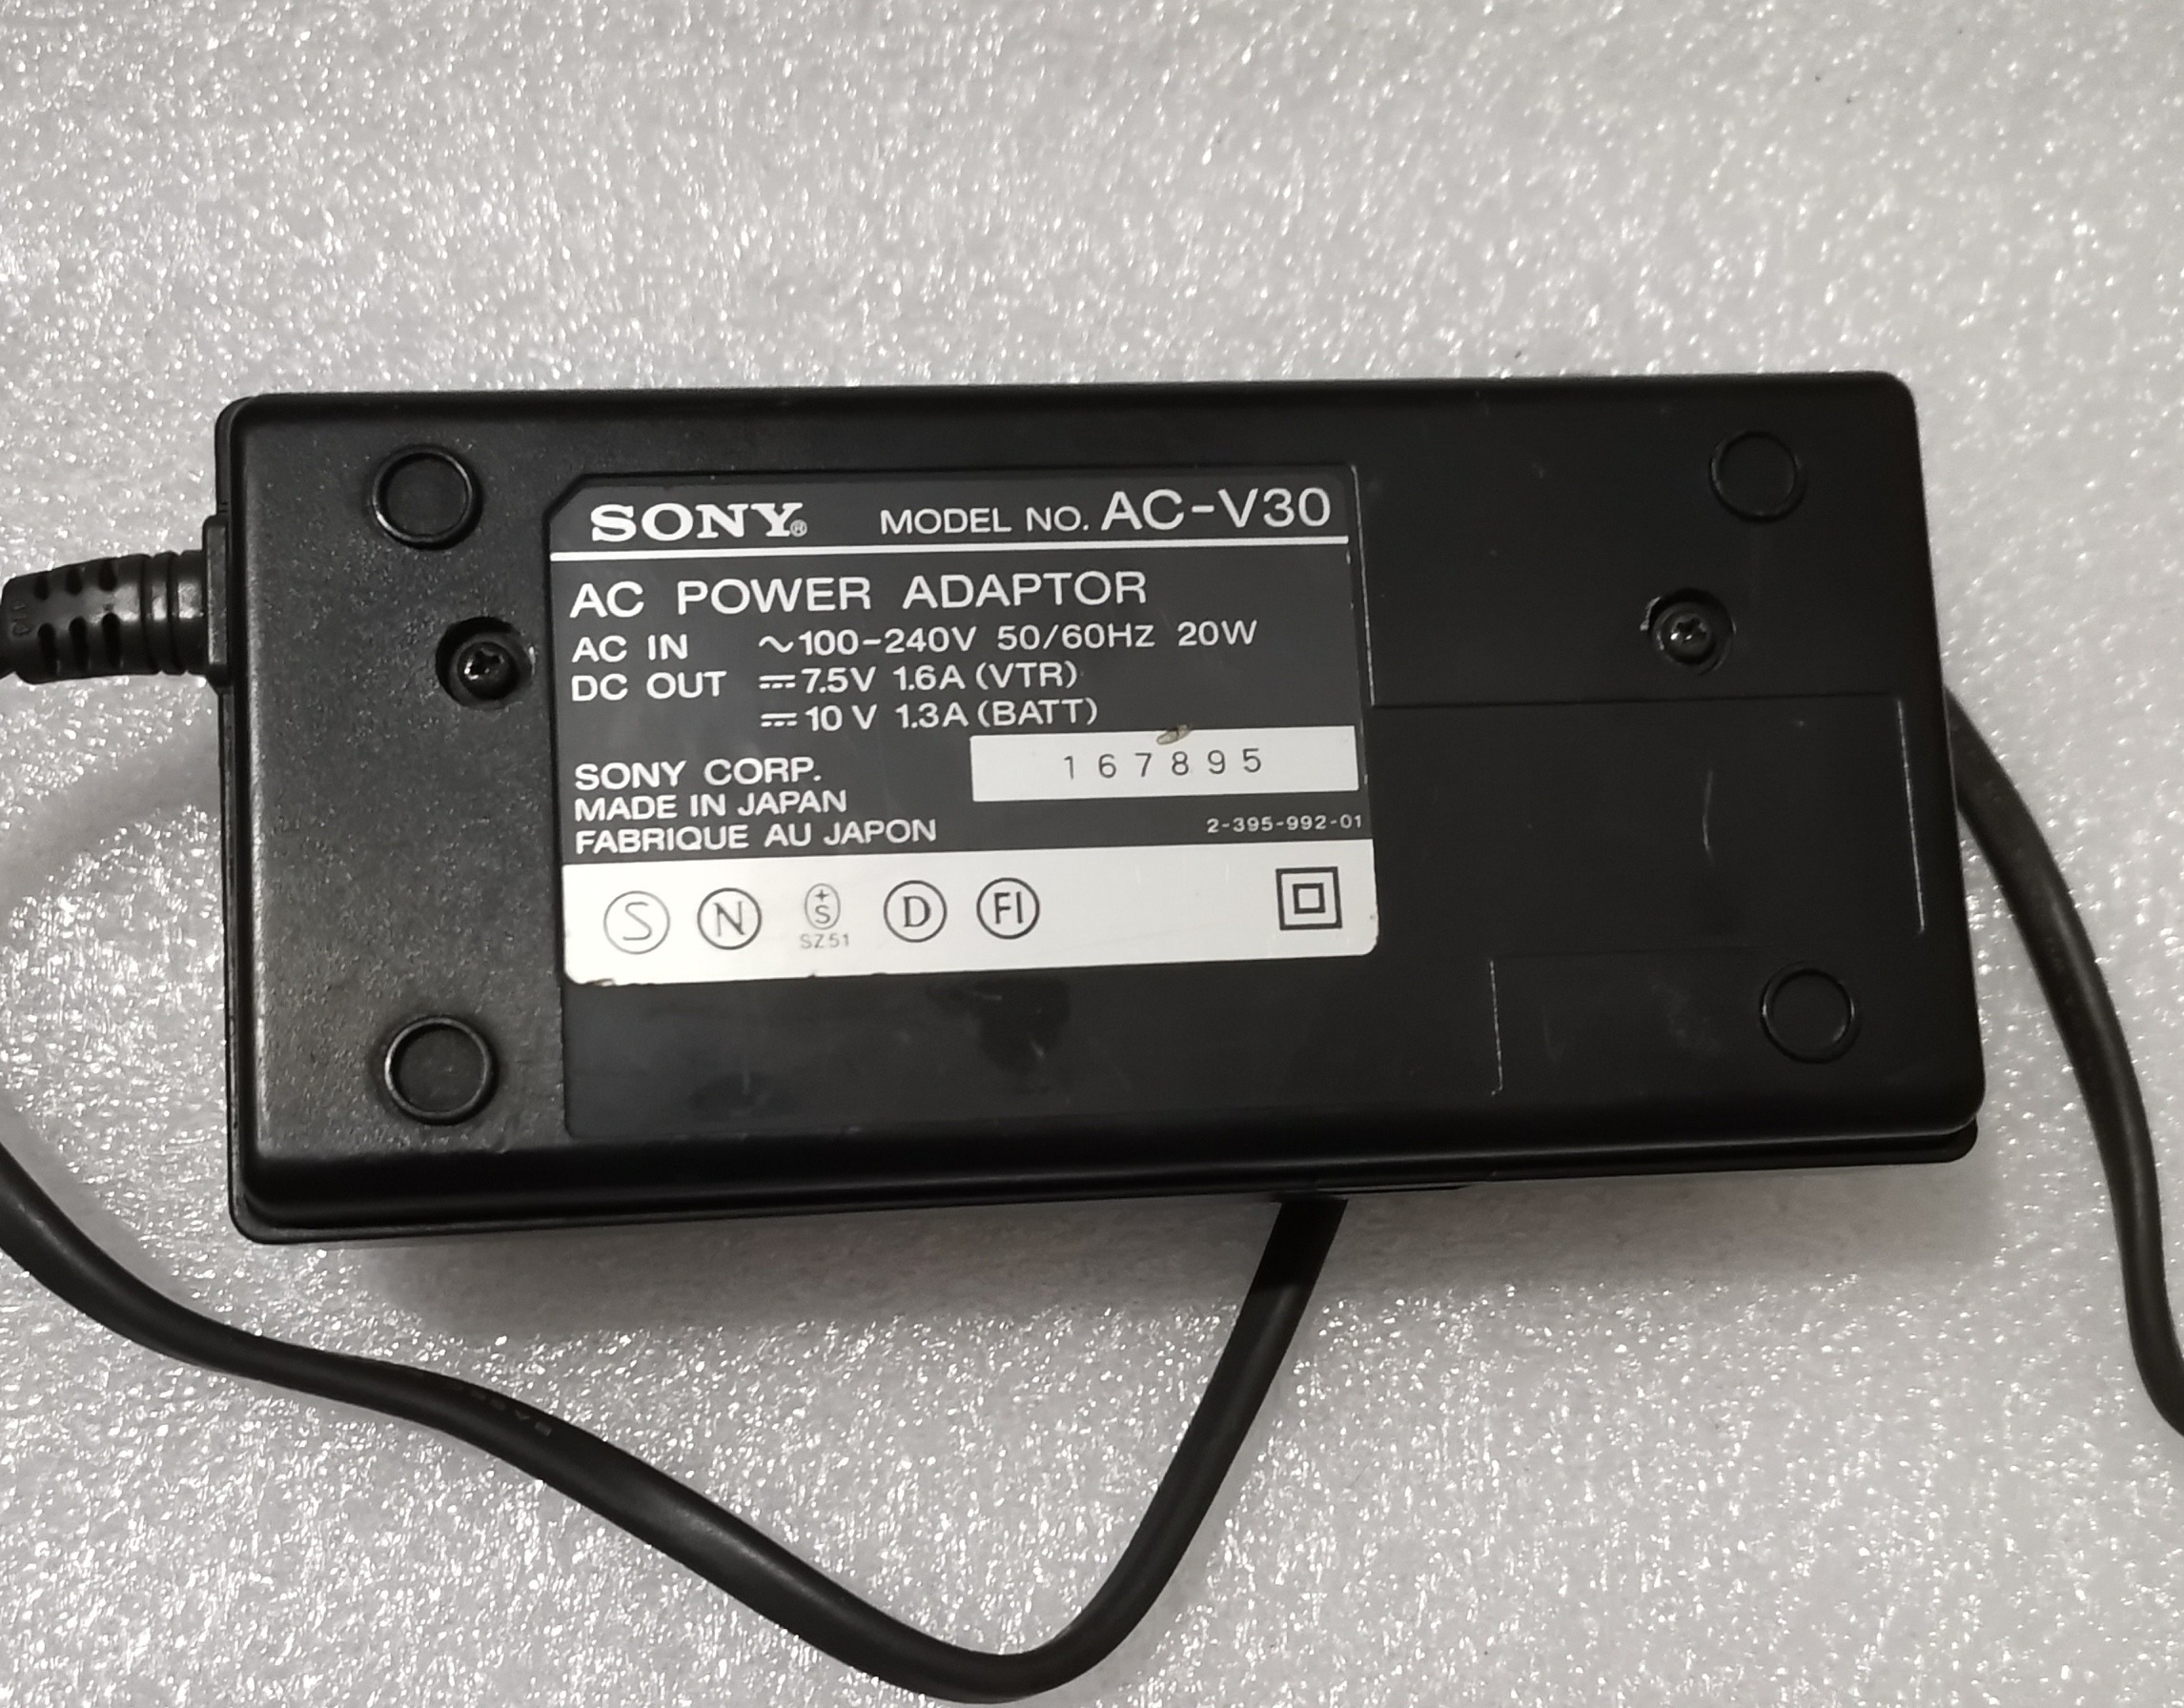 SONY® MODEL NO. AC-V30
AC POWER ADAPTOR
AC IN ~100-240V 50/60HZ 20W
DC OUT ⎓7.5V 1.6A (VTR)
⎓10V 1.3A (BATT)
167895
SONY CORP.
MADE IN JAPAN
FABRIQUE AU JAPON
2-395-992-01
S N +S D FI
SZ51